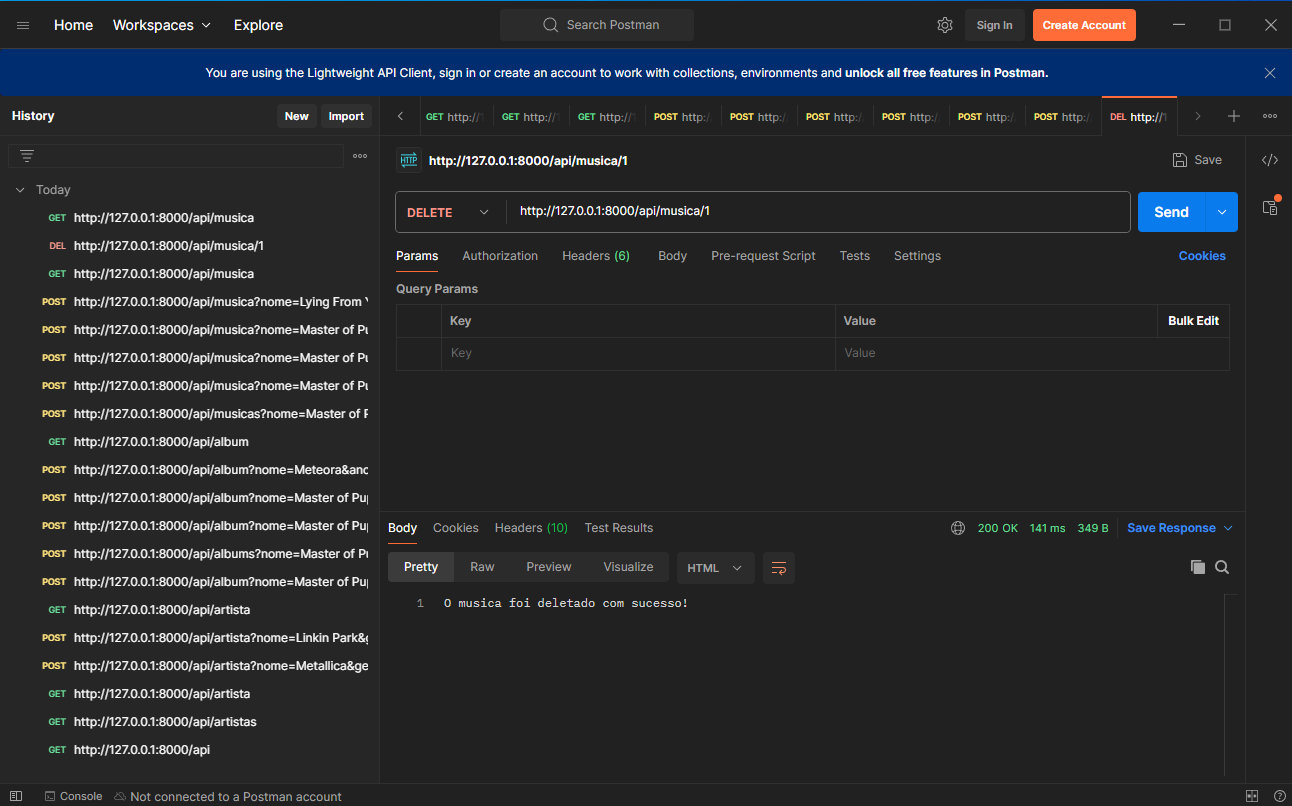 Home Workspaces Explore Search Postman Sign In Create Account
You are using the Lightweight API Client, sign in or create an account to work with collections, environments and unlock all free features in Postman.
History New Import
GET http:// GET http:// GET http:// POST http: POST http: POST http: POST http: POST http: POST http: DEL http://
http://127.0.0.1:8000/api/musica/1 Save
Today
GET http://127.0.0.1:8000/api/musica
DEL http://127.0.0.1:8000/api/musica/1
GET http://127.0.0.1:8000/api/musica
POST http://127.0.0.1:8000/api/musica?nome=Lying From
POST http://127.0.0.1:8000/api/musica?nome=Master of Pu
POST http://127.0.0.1:8000/api/musica?nome=Master of Pu
POST http://127.0.0.1:8000/api/musica?nome=Master of Pu
POST http://127.0.0.1:8000/api/musicas?nome=Master of P
GET http://127.0.0.1:8000/api/album
POST http://127.0.0.1:8000/api/album?nome=Meteora&anc
POST http://127.0.0.1:8000/api/album?nome=Master of Pup
POST http://127.0.0.1:8000/api/album?nome=Master of Pup
POST http://127.0.0.1:8000/api/albums?nome=Master of Pu
POST http://127.0.0.1:8000/api/album?nome=Master of Pup
GET http://127.0.0.1:8000/api/artista
POST http://127.0.0.1:8000/api/artista?nome=Linkin Park&g
POST http://127.0.0.1:8000/api/artista?nome=Metallica&ge
GET http://127.0.0.1:8000/api/artista
GET http://127.0.0.1:8000/api/artistas
GET http://127.0.0.1:8000/api
DELETE http://127.0.0.1:8000/api/musica/1 Send
Params Authorization Headers (6) Body Pre-request Script Tests Settings Cookies
Query Params
Key Value Bulk Edit
Key Value
Body Cookies Headers (10) Test Results 200 OK 141 ms 349 B Save Response
Pretty Raw Preview Visualize HTML
1 O musica foi deletado com sucesso!
Console Not connected to a Postman account